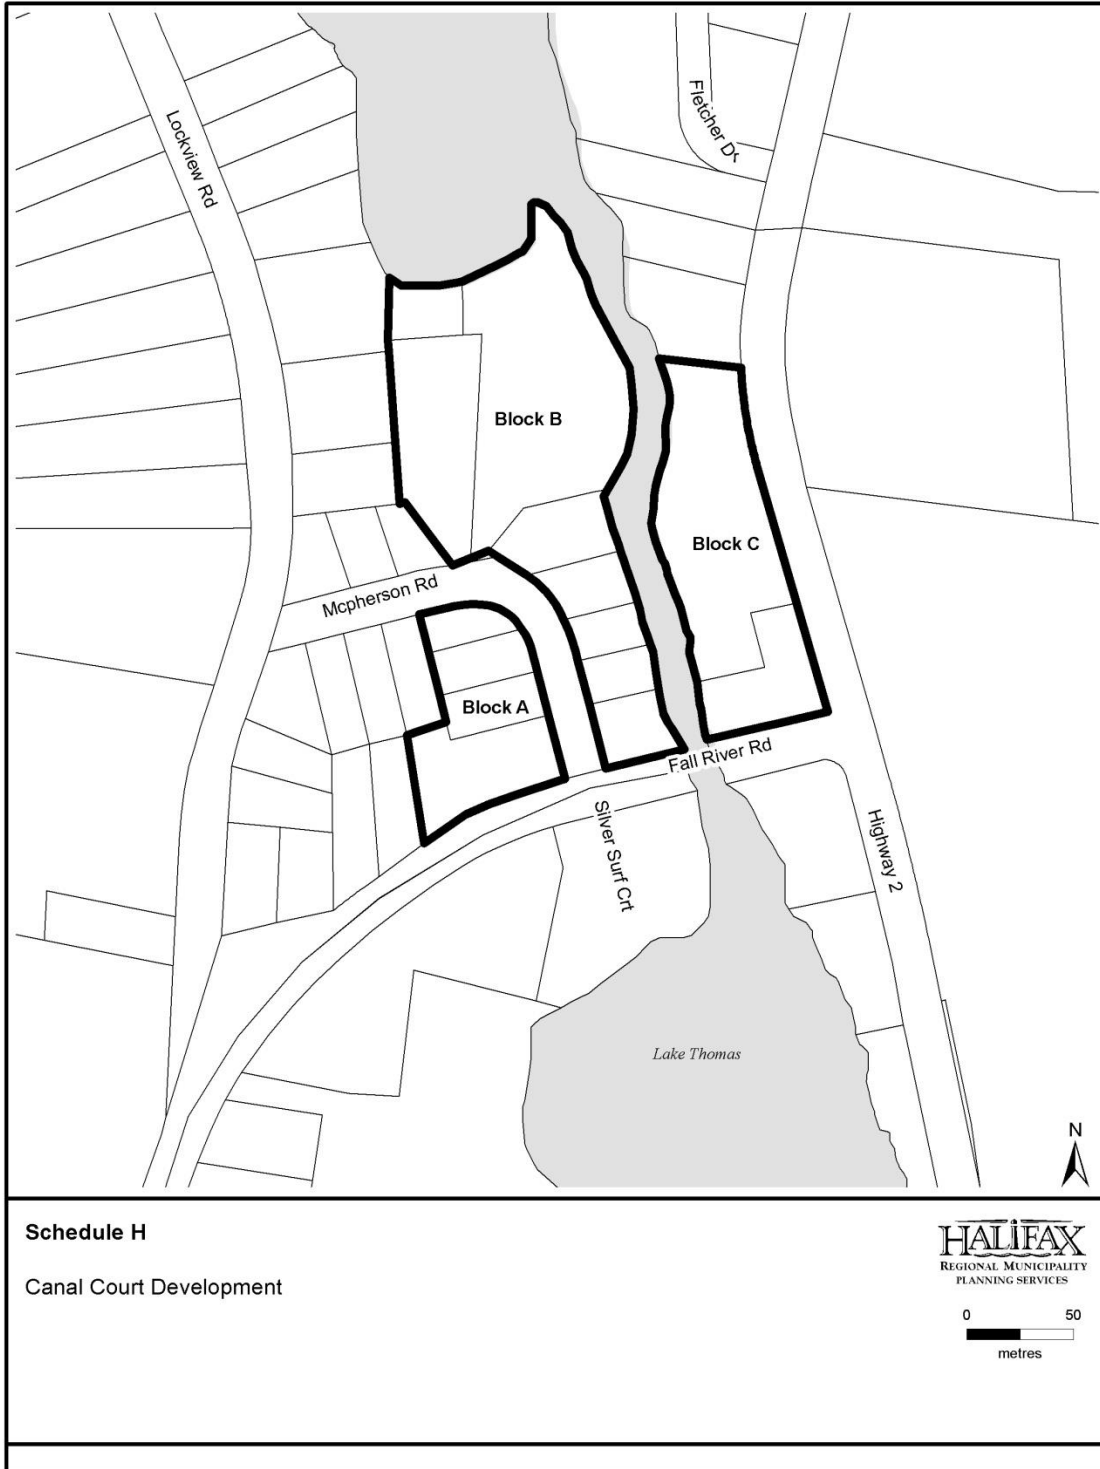 Fletcher Dr
Lockview Rd
Block B
Block C
Mcpherson Rd
Block A
Fall River Rd
Silver Surf Crt
Highway 2
Lake Thomas
N
Schedule H
Canal Court Development
HALIFAX
REGIONAL MUNICIPALITY
PLANNING SERVICES
0 50
metres